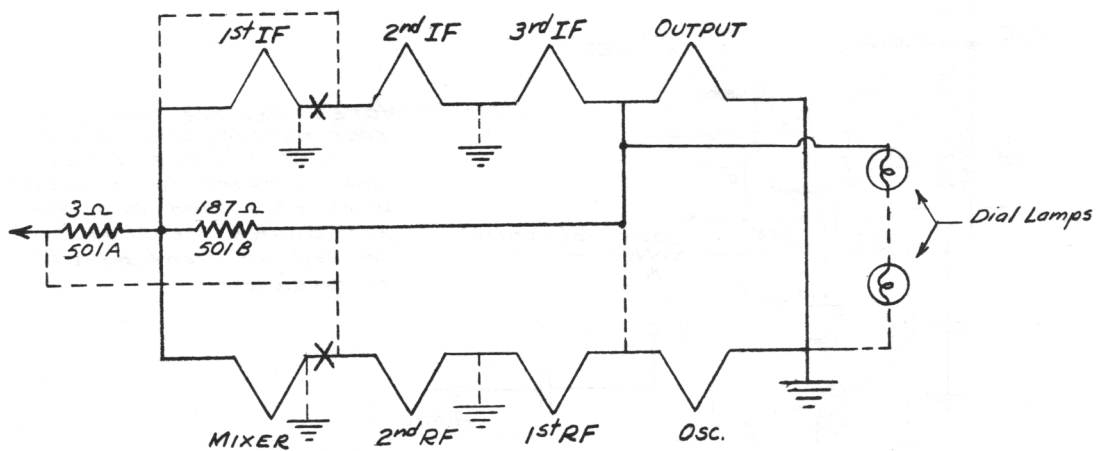 1st IF
2nd IF
3rd IF
OUTPUT
3Ω
501A
187Ω
501B
Dial Lamps
MIXER
2nd RF
1st RF
Osc.